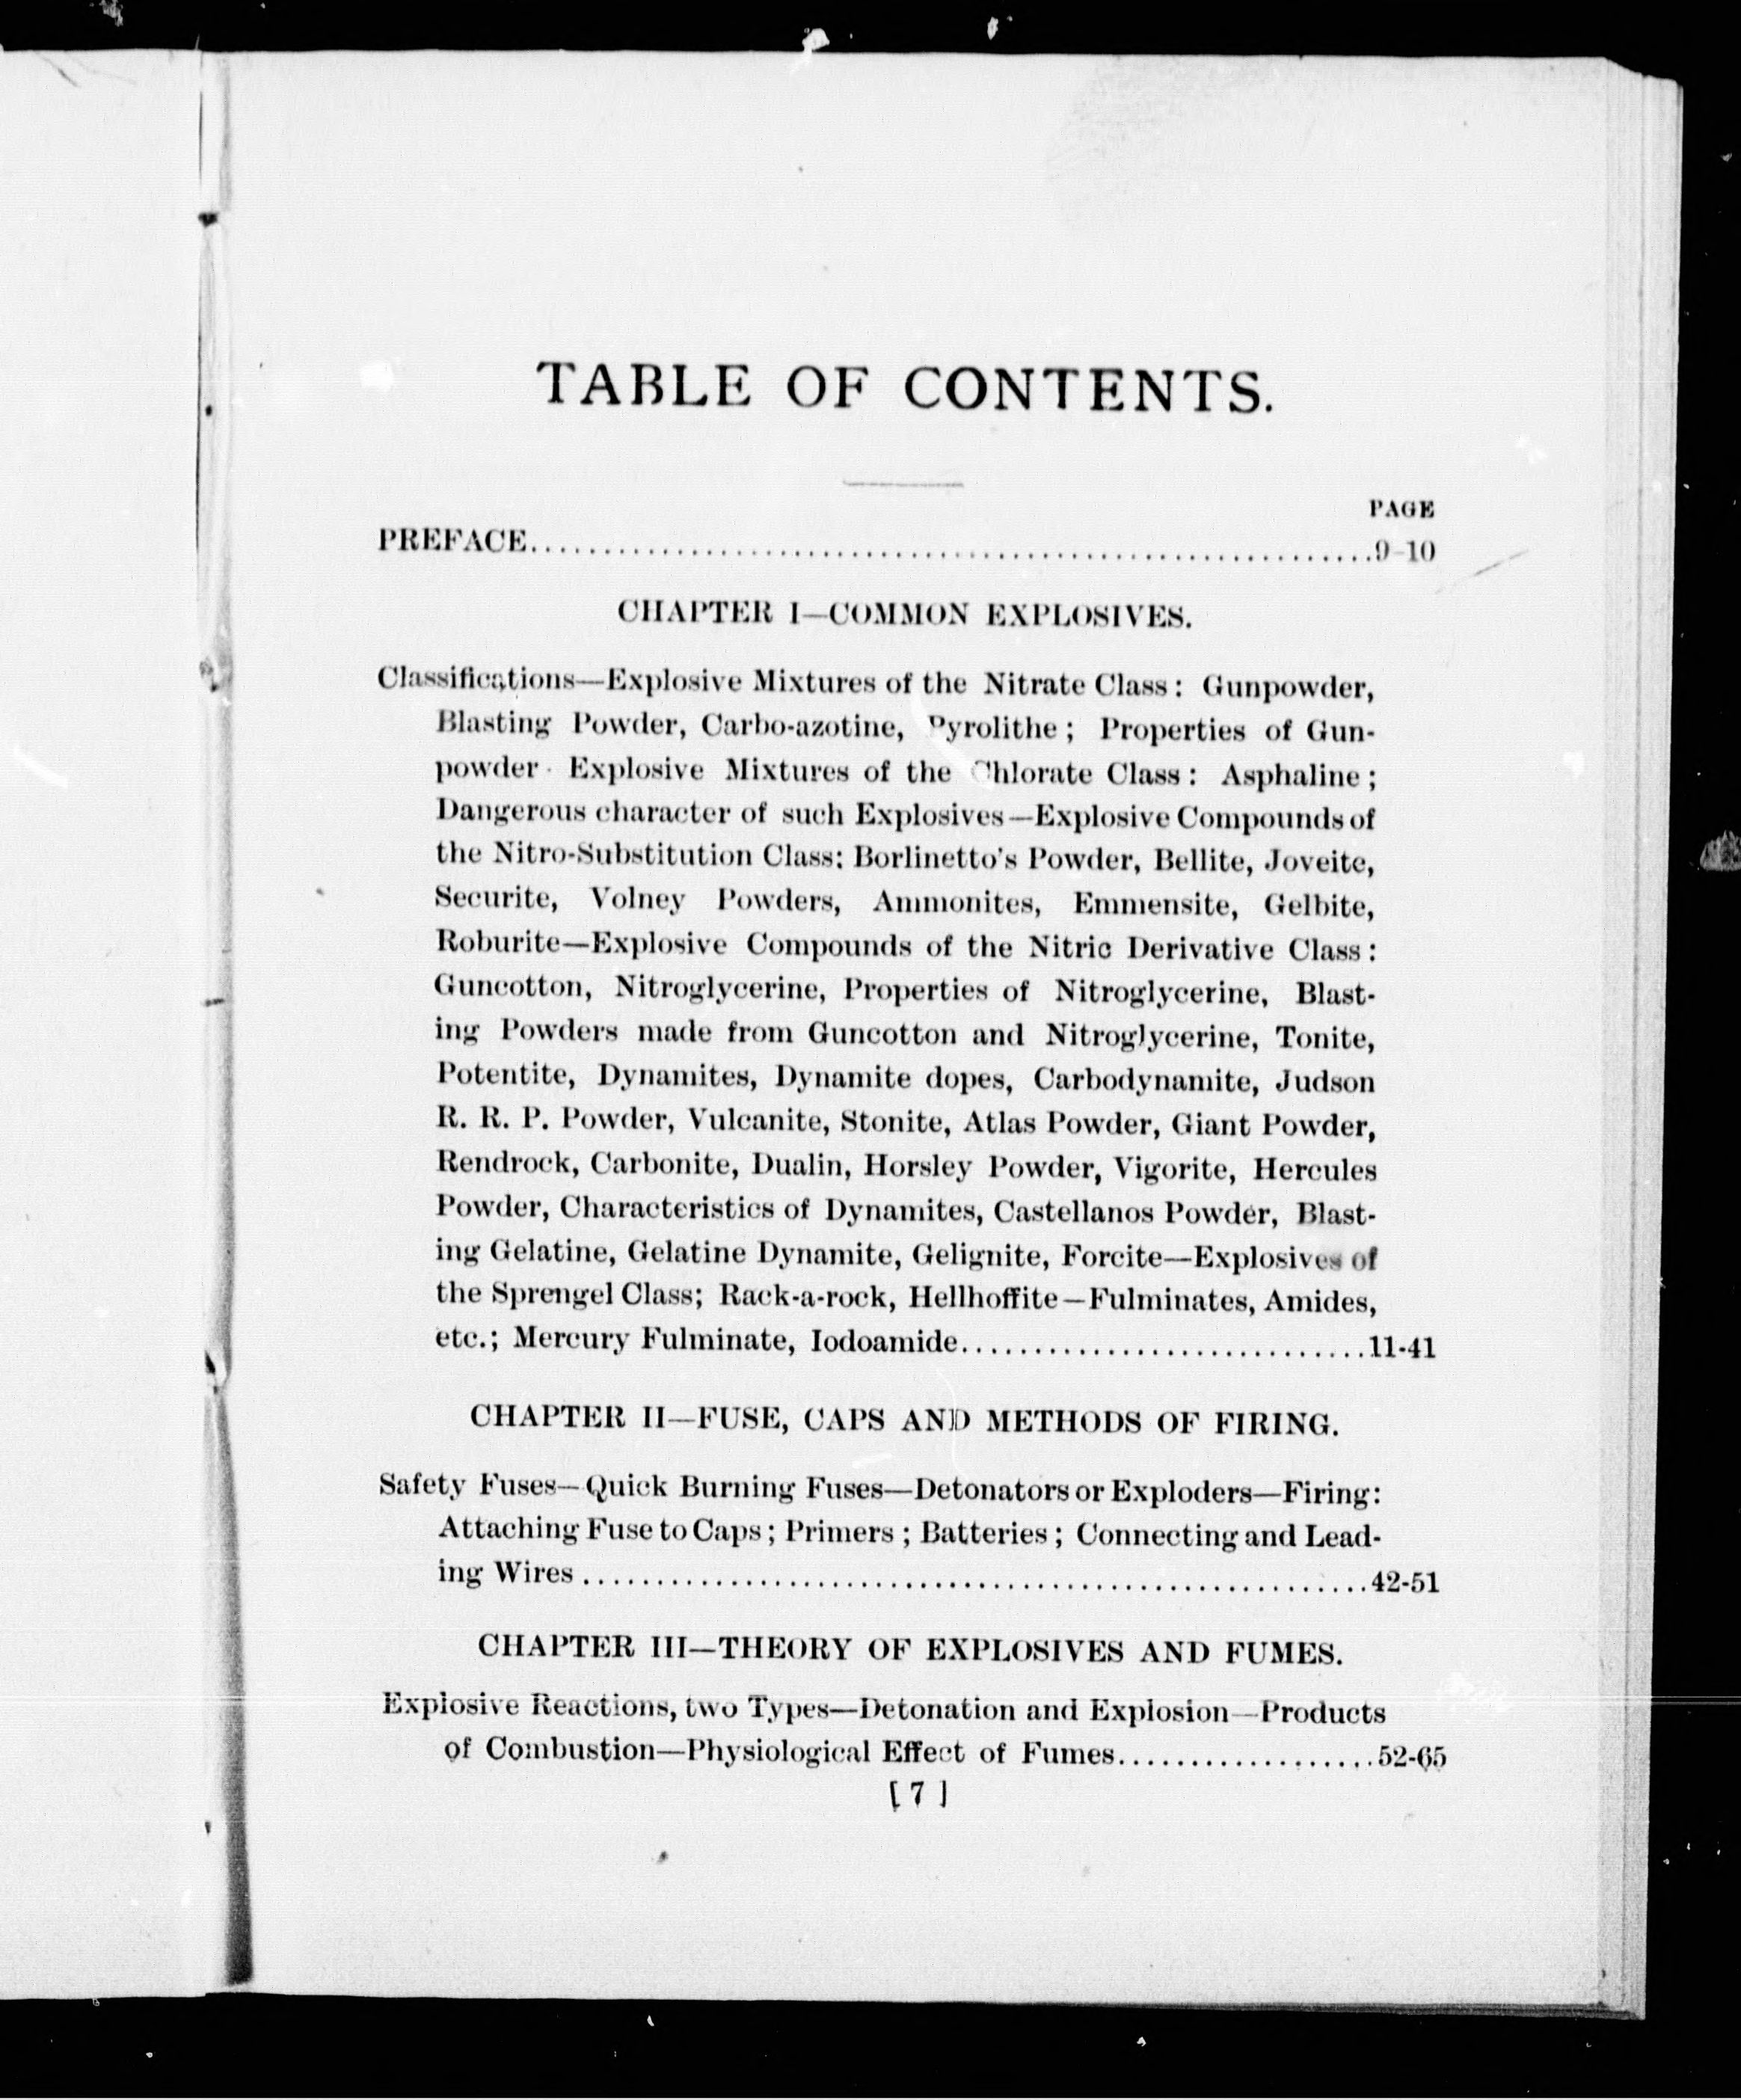 TABLE OF CONTENTS.
PAGE
PREFACE............................................................9-10
CHAPTER I—COMMON EXPLOSIVES.
Classifications—Explosive Mixtures of the Nitrate Class: Gunpowder,
Blasting Powder, Carbo-azotine, Pyrolithe; Properties of Gun-
powder Explosive Mixtures of the Chlorate Class: Asphaline;
Dangerous character of such Explosives—Explosive Compounds of
the Nitro-Substitution Class: Borlinetto's Powder, Bellite, Joveite,
Securite, Volney Powders, Ammonites, Emmensite, Gelbite,
Roburite—Explosive Compounds of the Nitric Derivative Class:
Guncotton, Nitroglycerine, Properties of Nitroglycerine, Blast-
ing Powders made from Guncotton and Nitroglycerine, Tonite,
Potentite, Dynamites, Dynamite dopes, Carbodynamite, Judson
R. R. P. Powder, Vulcanite, Stonite, Atlas Powder, Giant Powder,
Rendrock, Carbonite, Dualin, Horsley Powder, Vigorite, Hercules
Powder, Characteristics of Dynamites, Castellanos Powder, Blast-
ing Gelatine, Gelatine Dynamite, Gelignite, Forcite—Explosives of
the Sprengel Class; Rack-a-rock, Hellhoffite—Fulminates, Amides,
etc.; Mercury Fulminate, Iodoamide............................11-41
CHAPTER II—FUSE, CAPS AND METHODS OF FIRING.
Safety Fuses—Quick Burning Fuses—Detonators or Exploders—Firing:
Attaching Fuse to Caps; Primers; Batteries; Connecting and Lead-
ing Wires......................................................42-51
CHAPTER III—THEORY OF EXPLOSIVES AND FUMES.
Explosive Reactions, two Types—Detonation and Explosion—Products
of Combustion—Physiological Effect of Fumes..................52-65
[ 7 ]